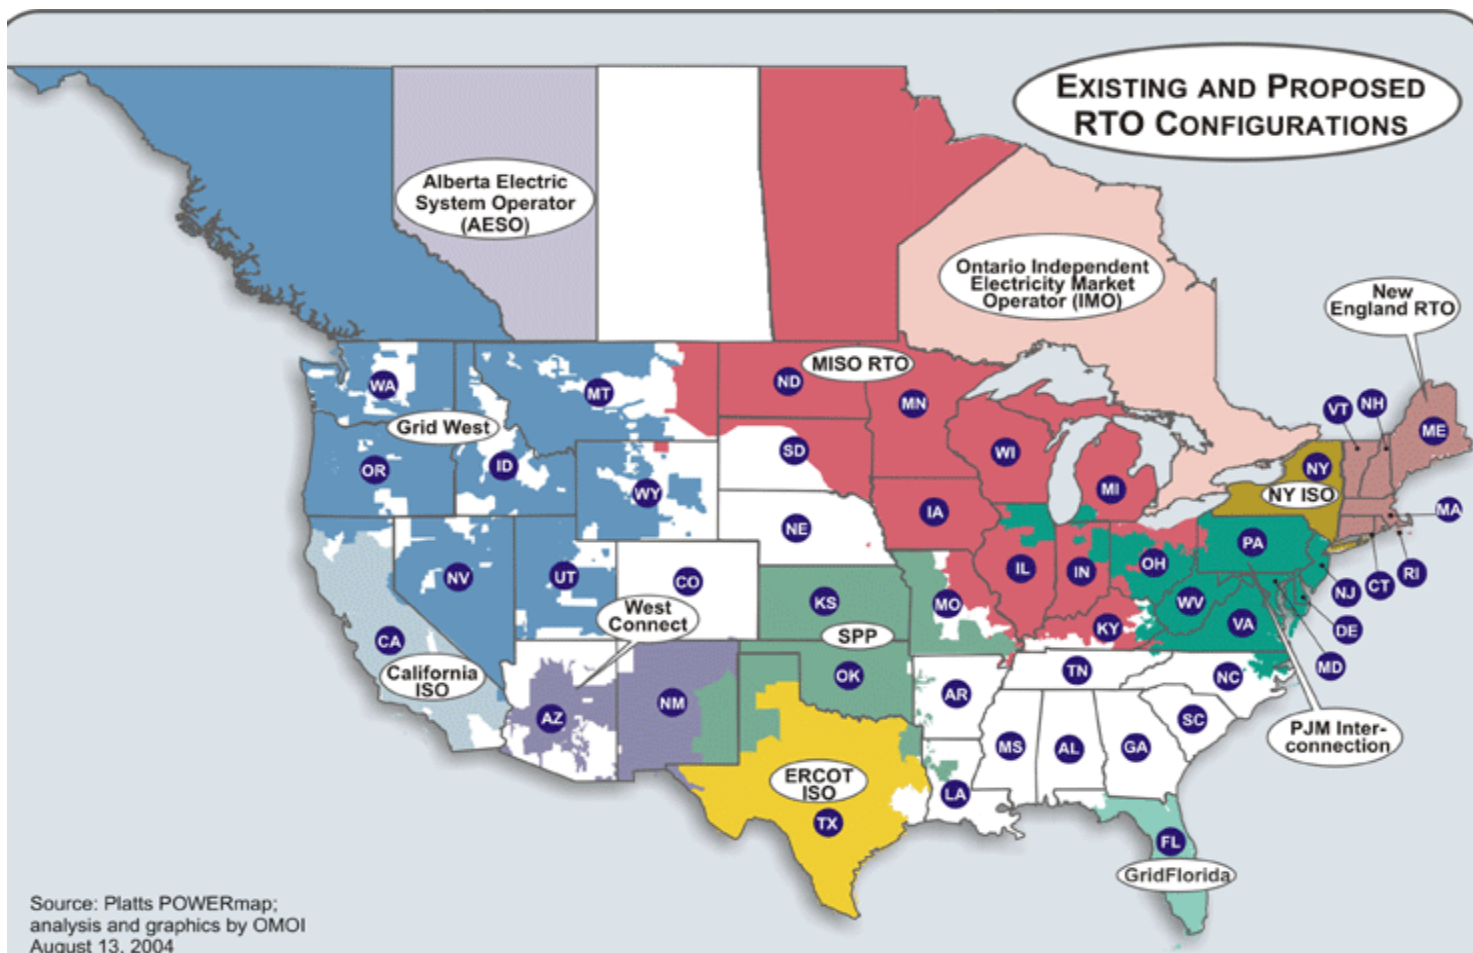 EXISTING AND PROPOSED
RTO CONFIGURATIONS
Alberta Electric
System Operator
(AESO)
Ontario Independent
Electricity Market
Operator (IMO)
New
England RTO
MISO RTO
Grid West
NY ISO
West
Connect
SPP
California
ISO
PJM Inter-
connection
ERCOT
ISO
GridFlorida
WA
MT
ND
MN
VT
NH
ME
OR
ID
SD
WI
MI
NY
WY
IA
MA
NE
PA
NV
UT
CO
IL
IN
OH
RI
CT
NJ
KS
MO
WV
VA
KY
DE
CA
MD
TN
NC
OK
AR
NM
AZ
SC
MS
AL
GA
LA
TX
FL
Source: Platts POWERmap;
analysis and graphics by OMOI
August 13, 2004